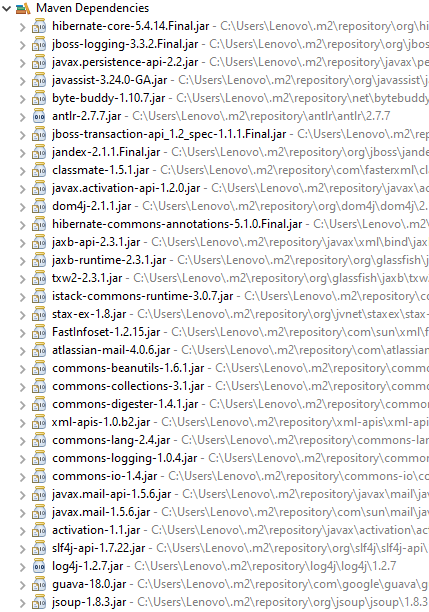 Maven Dependencies
hibernate-core-5.4.14.Final.jar - C:\Users\Lenovo\.m2\repository\org\hi
jboss-logging-3.3.2.Final.jar - C:\Users\Lenovo\.m2\repository\org\jbos
javax.persistence-api-2.2.jar - C:\Users\Lenovo\.m2\repository\javax\pe
javassist-3.24.0-GA.jar - C:\Users\Lenovo\.m2\repository\org\javassist\ja
byte-buddy-1.10.7.jar - C:\Users\Lenovo\.m2\repository\net\bytebuddy
antlr-2.7.7.jar - C:\Users\Lenovo\.m2\repository\antlr\antlr\2.7.7
jboss-transaction-api_1.2_spec-1.1.1.Final.jar - C:\Users\Lenovo\.m2\repo
jandex-2.1.1.Final.jar - C:\Users\Lenovo\.m2\repository\org\jboss\jande
classmate-1.5.1.jar - C:\Users\Lenovo\.m2\repository\com\fasterxml\cl
javax.activation-api-1.2.0.jar - C:\Users\Lenovo\.m2\repository\javax\ac
dom4j-2.1.1.jar - C:\Users\Lenovo\.m2\repository\org\dom4j\dom4j\2.
hibernate-commons-annotations-5.1.0.Final.jar - C:\Users\Lenovo\.m2\
jaxb-api-2.3.1.jar - C:\Users\Lenovo\.m2\repository\javax\xml\bind\jax
jaxb-runtime-2.3.1.jar - C:\Users\Lenovo\.m2\repository\org\glassfish\
txw2-2.3.1.jar - C:\Users\Lenovo\.m2\repository\org\glassfish\jaxb\txw
istack-commons-runtime-3.0.7.jar - C:\Users\Lenovo\.m2\repository\co
stax-ex-1.8.jar - C:\Users\Lenovo\.m2\repository\org\jvnet\staxex\stax-
FastInfoset-1.2.15.jar - C:\Users\Lenovo\.m2\repository\com\sun\xml\f
atlassian-mail-4.0.6.jar - C:\Users\Lenovo\.m2\repository\com\atlassian
commons-beanutils-1.6.1.jar - C:\Users\Lenovo\.m2\repository\commo
commons-collections-3.1.jar - C:\Users\Lenovo\.m2\repository\commo
commons-digester-1.4.1.jar - C:\Users\Lenovo\.m2\repository\common
xml-apis-1.0.b2.jar - C:\Users\Lenovo\.m2\repository\xml-apis\xml-api
commons-lang-2.4.jar - C:\Users\Lenovo\.m2\repository\commons-lan
commons-logging-1.0.4.jar - C:\Users\Lenovo\.m2\repository\commo
commons-io-1.4.jar - C:\Users\Lenovo\.m2\repository\commons-io\co
javax.mail-api-1.5.6.jar - C:\Users\Lenovo\.m2\repository\javax\mail\jav
javax.mail-1.5.6.jar - C:\Users\Lenovo\.m2\repository\com\sun\mail\jav
activation-1.1.jar - C:\Users\Lenovo\.m2\repository\javax\activation\ac
slf4j-api-1.7.22.jar - C:\Users\Lenovo\.m2\repository\org\slf4j\slf4j-api\
log4j-1.2.7.jar - C:\Users\Lenovo\.m2\repository\log4j\log4j\1.2.7
guava-18.0.jar - C:\Users\Lenovo\.m2\repository\com\google\guava\g
jsoup-1.8.3.jar - C:\Users\Lenovo\.m2\repository\org\jsoup\jsoup\1.8.3